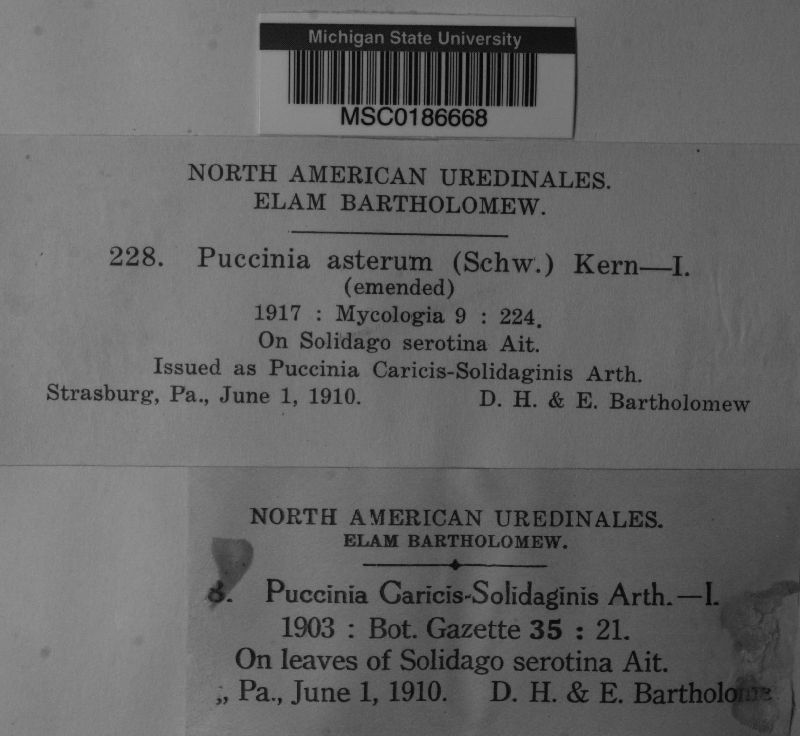 Michigan State University
MSC0186668
NORTH AMERICAN UREDINALES.
ELAM BARTHOLOMEW.
228. Puccinia asterum (Schw.) Kern—I.
(emended)
1917 : Mycologia 9 : 224.
On Solidago serotina Ait.
Issued as Puccinia Caricis-Solidaginis Arth.
Strasburg, Pa., June 1, 1910. D. H. & E. Bartholomew
NORTH AMERICAN UREDINALES.
ELAM BARTHOLOMEW.
8. Puccinia Caricis-Solidaginis Arth.—I.
1903 : Bot. Gazette 35 : 21.
On leaves of Solidago serotina Ait.
Pa., June 1, 1910. D. H. & E.